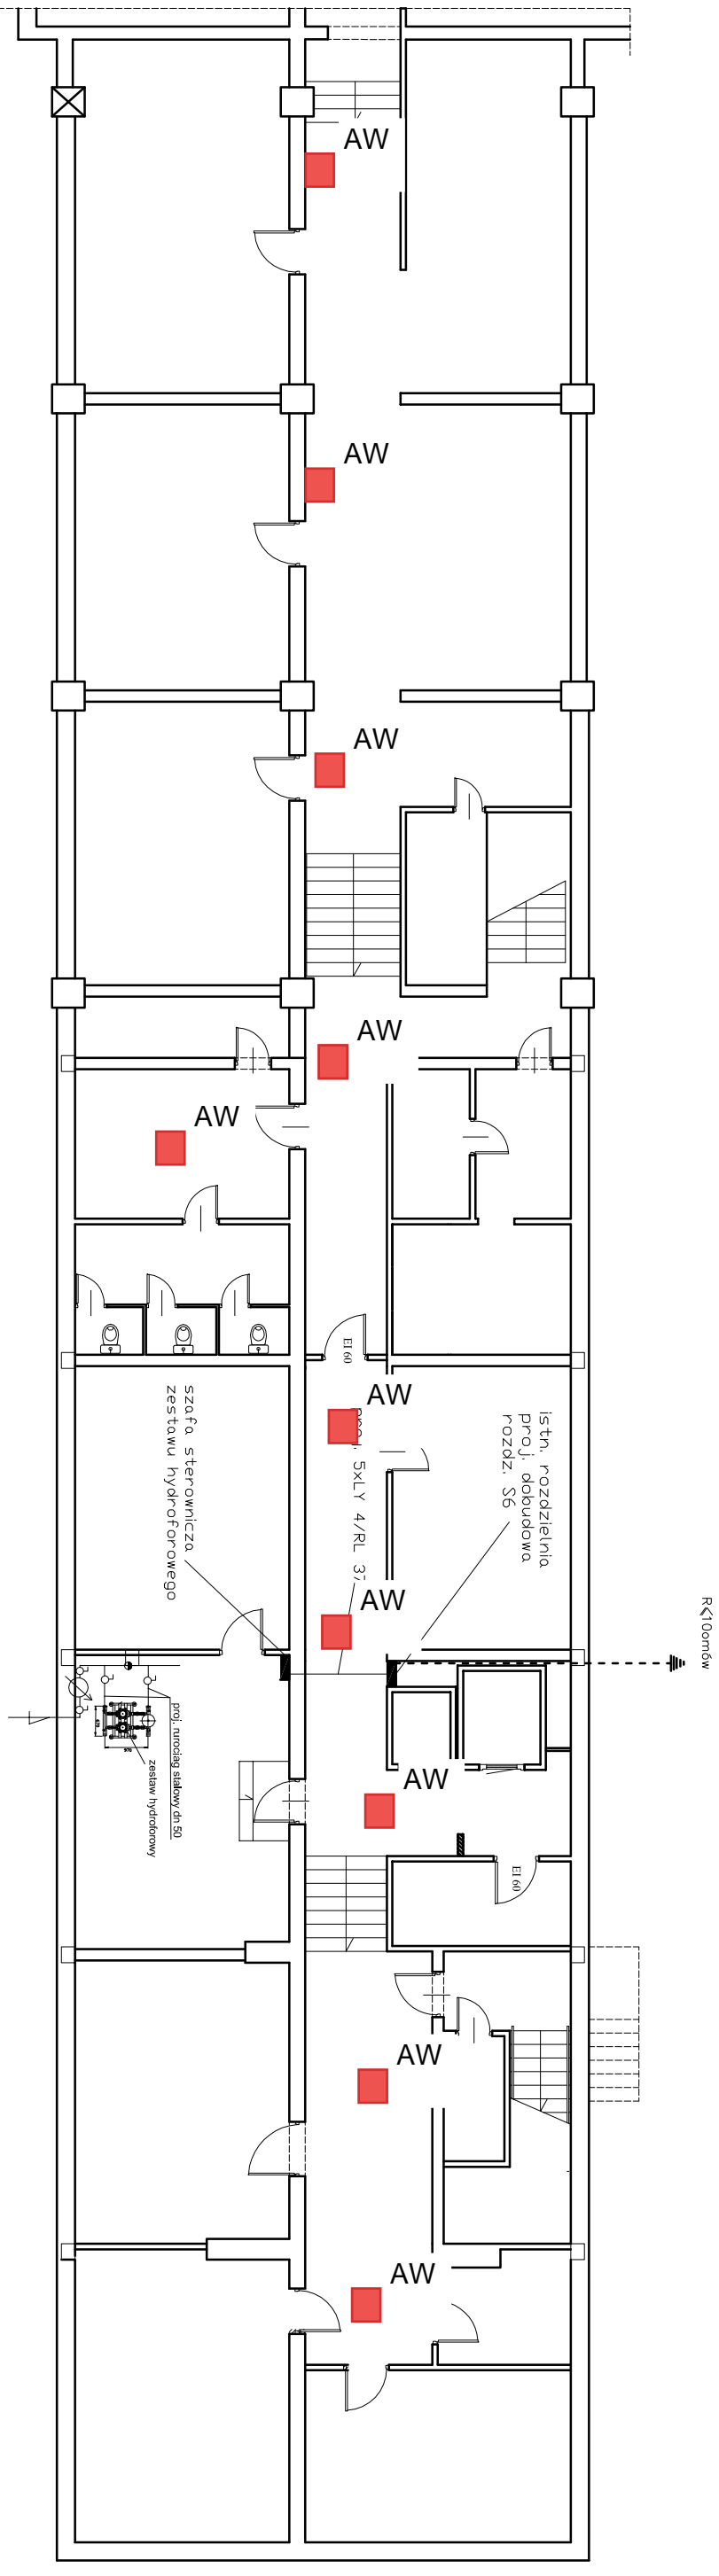 AW
AW
AW
AW
AW
EI 60
AW
istn. rozdzielnia
proj. dobudowa
rozdz. S6
szafa sterownicza
zestawu hydroforowego
5xLY 4/RL
AW
R<10omów
proj. rurociąg stalowy dn 50
zestaw hydroforowy
AW
EI 60
AW
AW